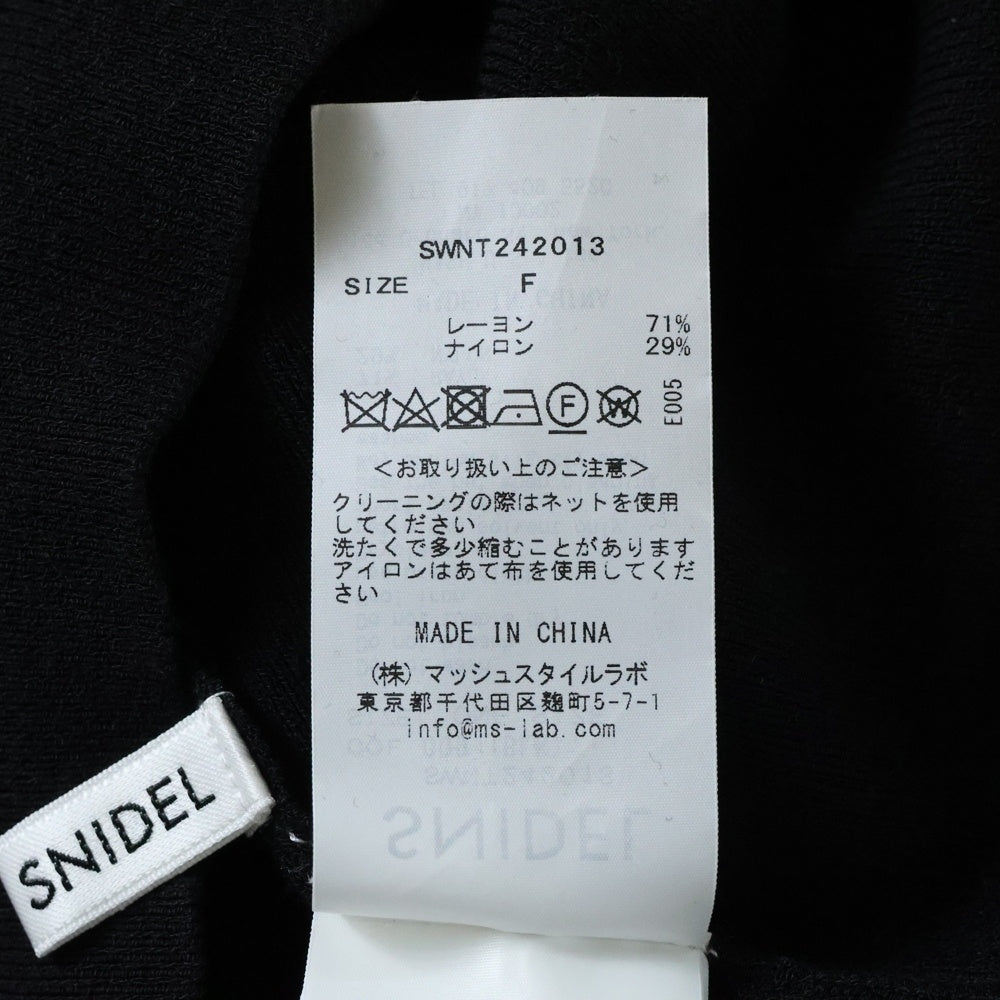 SWNT242013
SIZE F
レーヨン 71%
ナイロン 29%
F W E005
＜お取り扱い上のご注意＞
クリーニングの際はネットを使用
してください
洗たくで多少縮むことがあります
アイロンはあて布を使用してくだ
さい
MADE IN CHINA
(株) マッシュスタイルラボ
東京都千代田区麹町5-7-1
info@ms-lab.com
SNIDEL
SNIDEL